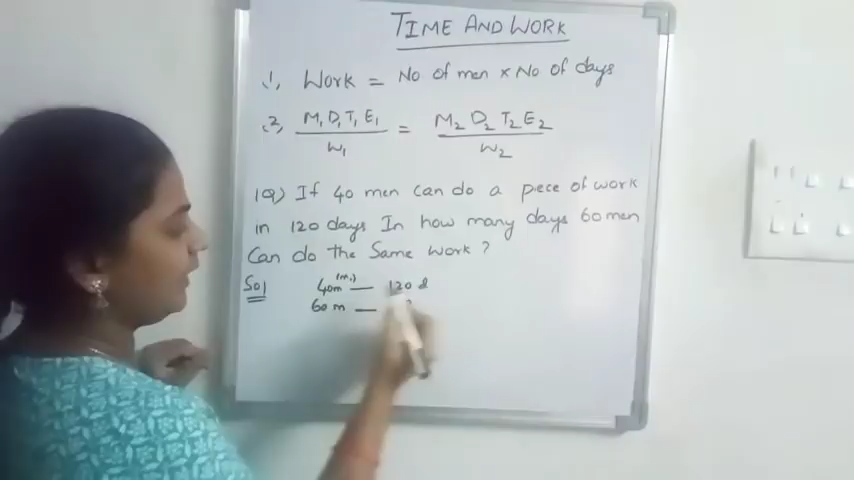 TIME AND WORK
1, Work = No of men × No of days
2, M₁ D₁ T₁ E₁ / W₁ = M₂ D₂ T₂ E₂ / W₂
1Q) If 40 men can do a piece of work
in 120 days In how many days 60 men
Can do the Same work ?
Sol 40m (m₁) — 120 d
60 m —